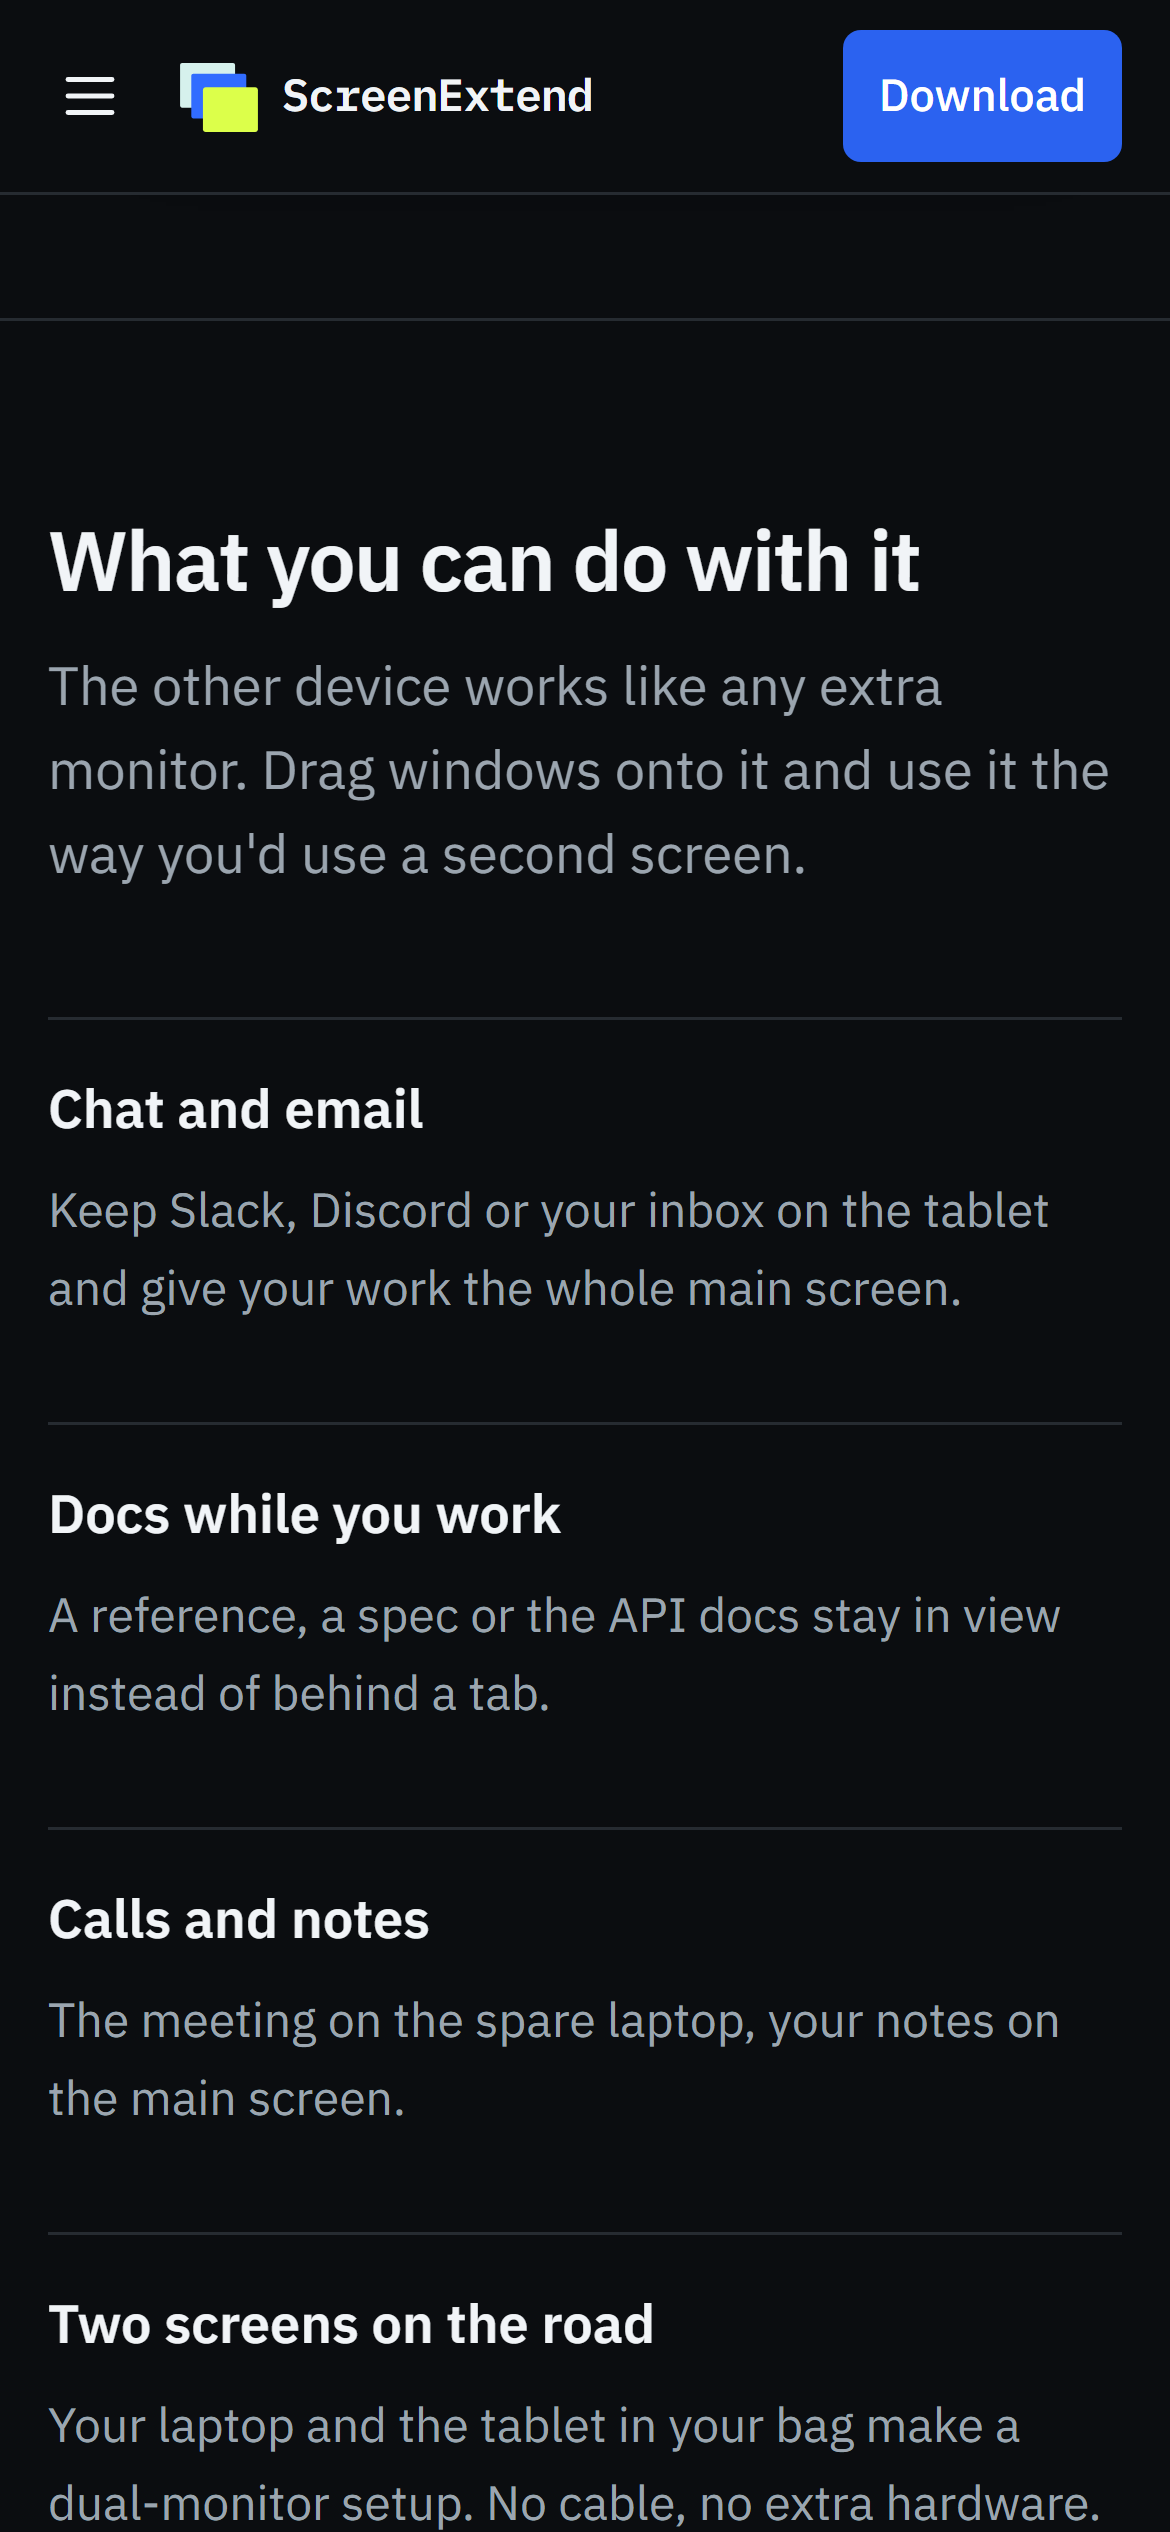 ScreenExtend
Download
What you can do with it
The other device works like any extra
monitor. Drag windows onto it and use it the
way you'd use a second screen.
Chat and email
Keep Slack, Discord or your inbox on the tablet
and give your work the whole main screen.
Docs while you work
A reference, a spec or the API docs stay in view
instead of behind a tab.
Calls and notes
The meeting on the spare laptop, your notes on
the main screen.
Two screens on the road
Your laptop and the tablet in your bag make a
dual-monitor setup. No cable, no extra hardware.